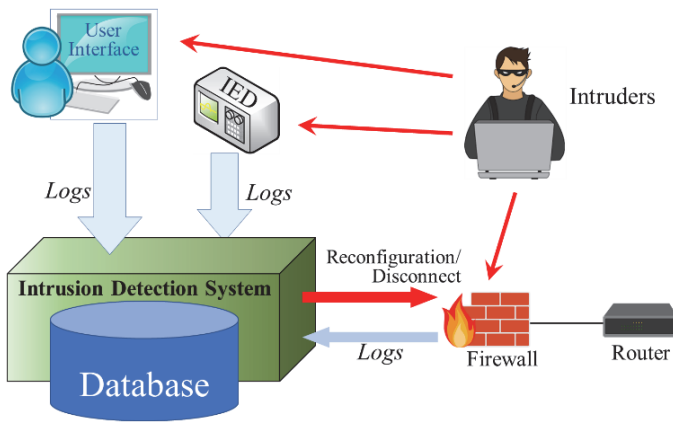 User
Interface
IED
Intruders
Logs
Logs
Reconfiguration/
Disconnect
Intrusion Detection System
Database
Logs
Firewall
Router